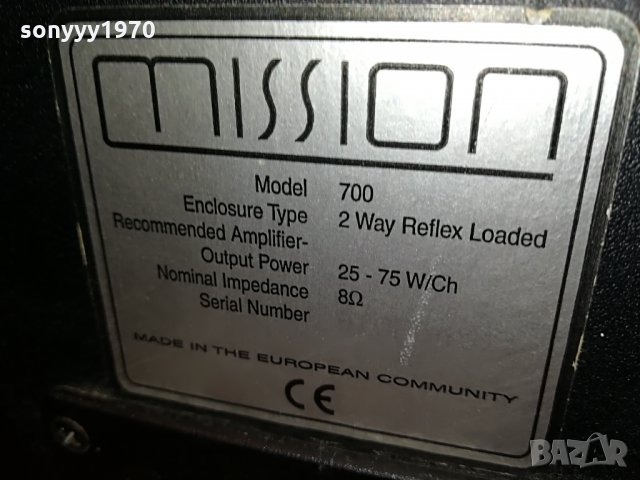 sonyyy1970
mission
Model 700
Enclosure Type 2 Way Reflex Loaded
Recommended Amplifier-
Output Power 25 - 75 W/Ch
Nominal Impedance 8Ω
Serial Number
MADE IN THE EUROPEAN COMMUNITY
CE
BAZAR